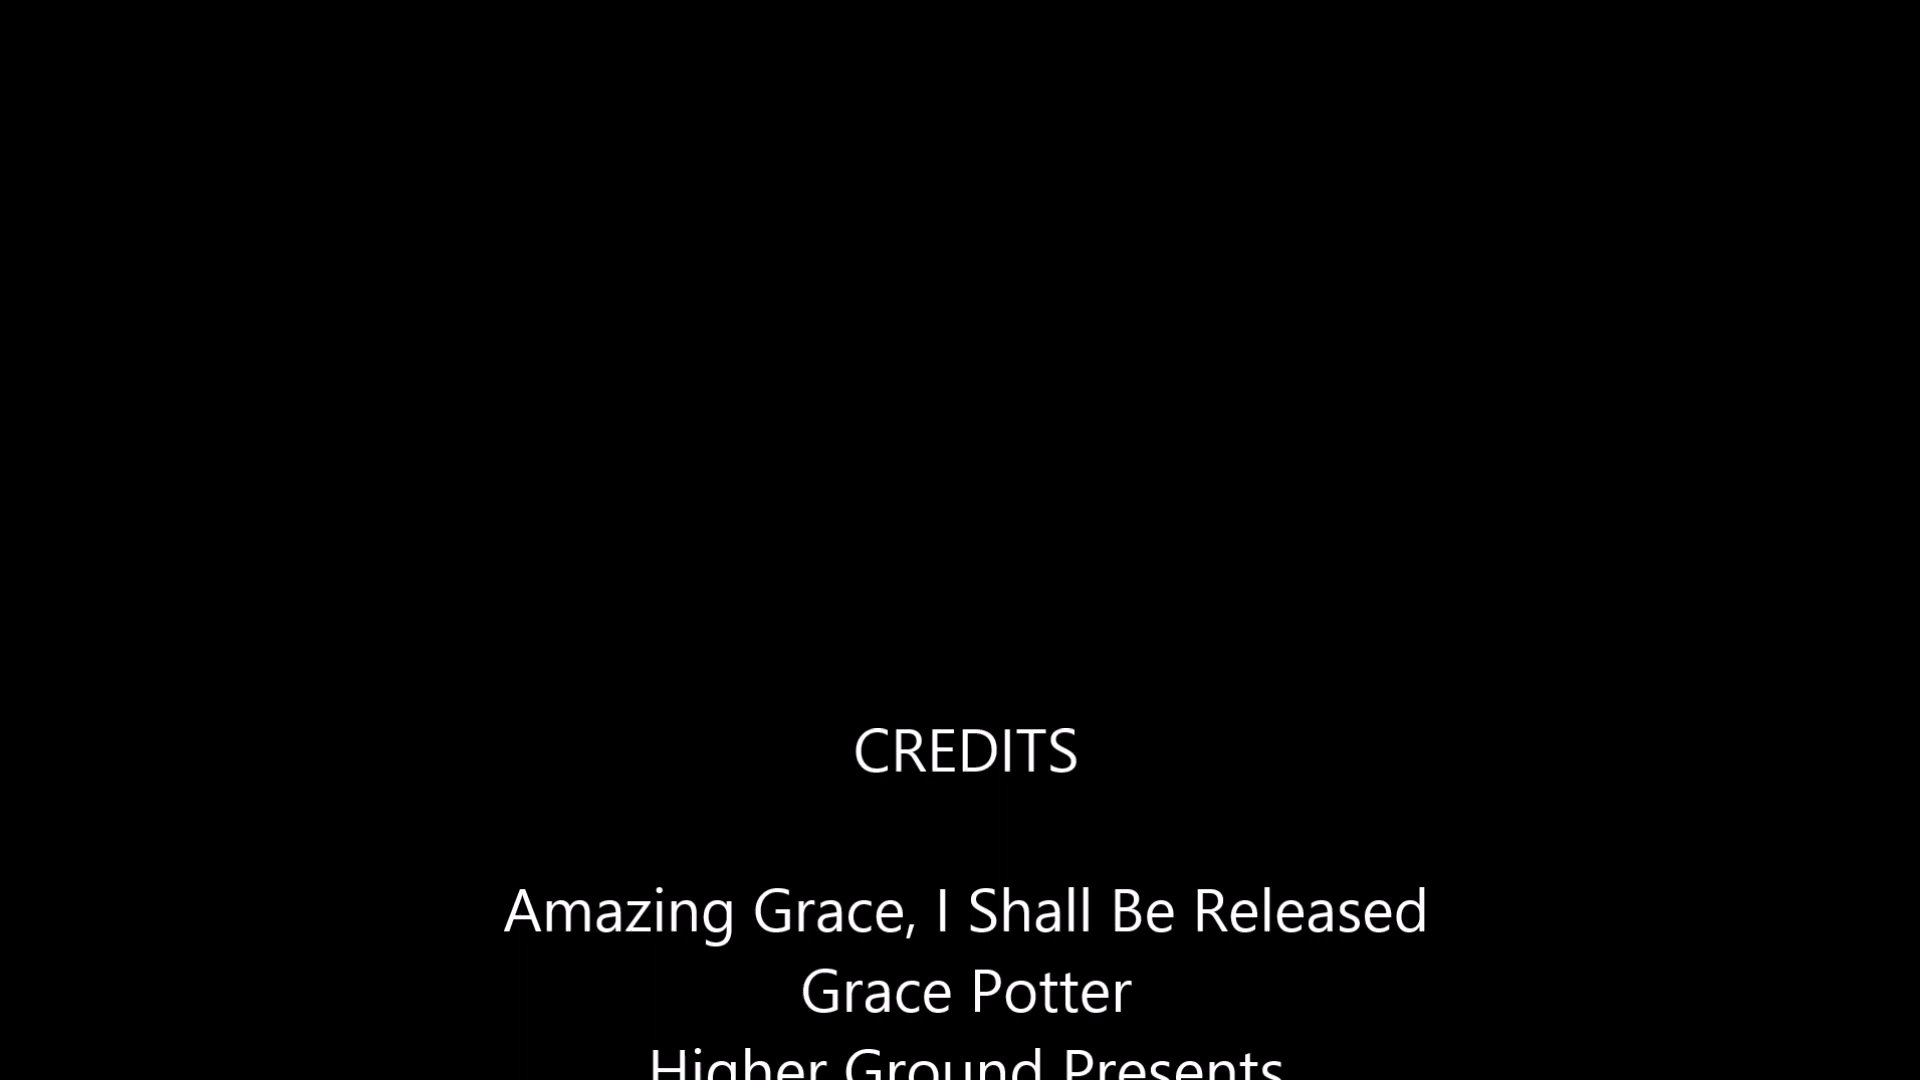 CREDITS
Amazing Grace, I Shall Be Released
Grace Potter
Higher Ground Presents